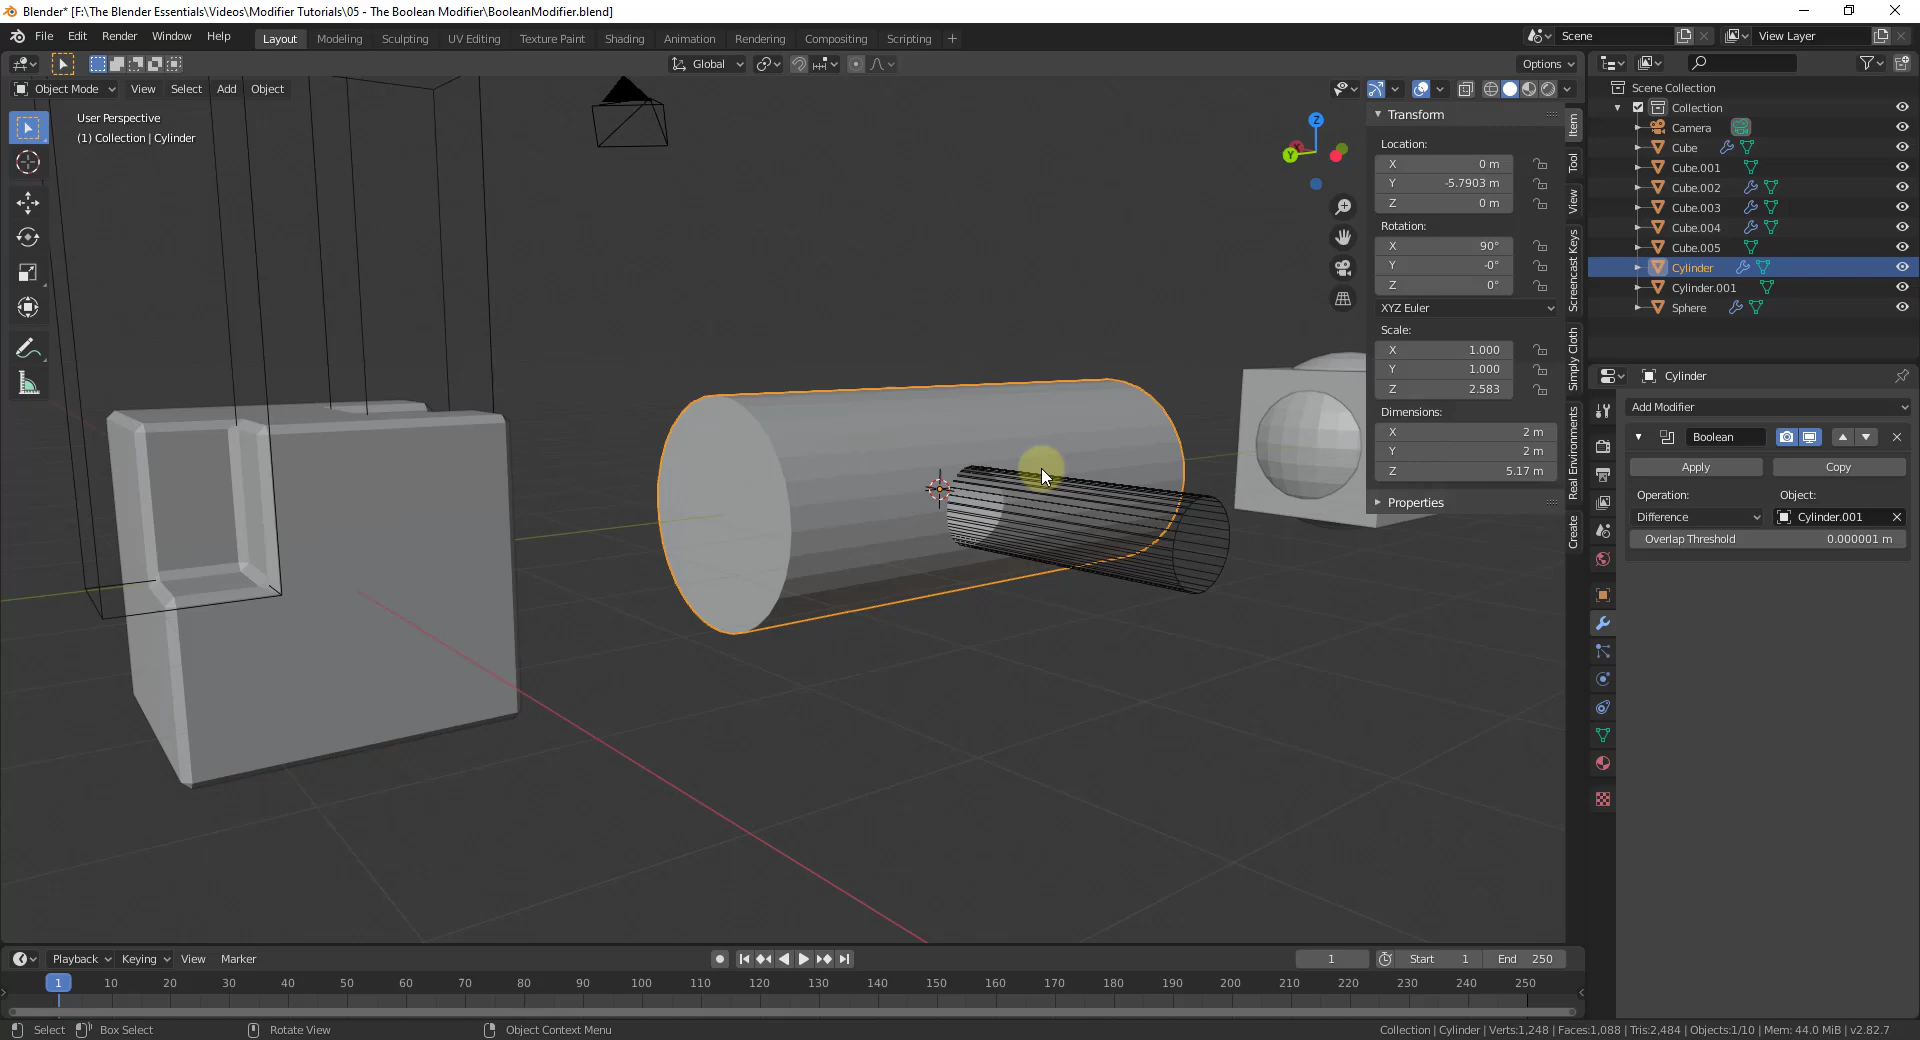 Blender* [F:\The Blender Essentials\Videos\Modifier Tutorials\05 - The Boolean Modifier\BooleanModifier.blend]
File Edit Render Window Help Layout Modeling Sculpting UV Editing Texture Paint Shading Animation Rendering Compositing Scripting + Scene View Layer
Global Options
Object Mode View Select Add Object
User Perspective
(1) Collection | Cylinder
Z
Y
Transform
Location:
X 0 m
Y -5.7903 m
Z 0 m
Rotation:
X 90°
Y -0°
Z 0°
XYZ Euler
Scale:
X 1.000
Y 1.000
Z 2.583
Dimensions:
X 2 m
Y 2 m
Z 5.17 m
Properties
Item
Tool
View
Screencast Keys
Simply Cloth
Real Environments
Create
Scene Collection
Collection
Camera
Cube
Cube.001
Cube.002
Cube.003
Cube.004
Cube.005
Cylinder
Cylinder.001
Sphere
Cylinder
Add Modifier
Boolean
Apply Copy
Operation: Object:
Difference Cylinder.001
Overlap Threshold 0.000001 m
Playback Keying View Marker 1 Start 1 End 250
1 10 20 30 40 50 60 70 80 90 100 110 120 130 140 150 160 170 180 190 200 210 220 230 240 250
Select Box Select Rotate View Object Context Menu Collection | Cylinder | Verts:1,248 | Faces:1,088 | Tris:2,484 | Objects:1/10 | Mem: 44.0 MiB | v2.82.7